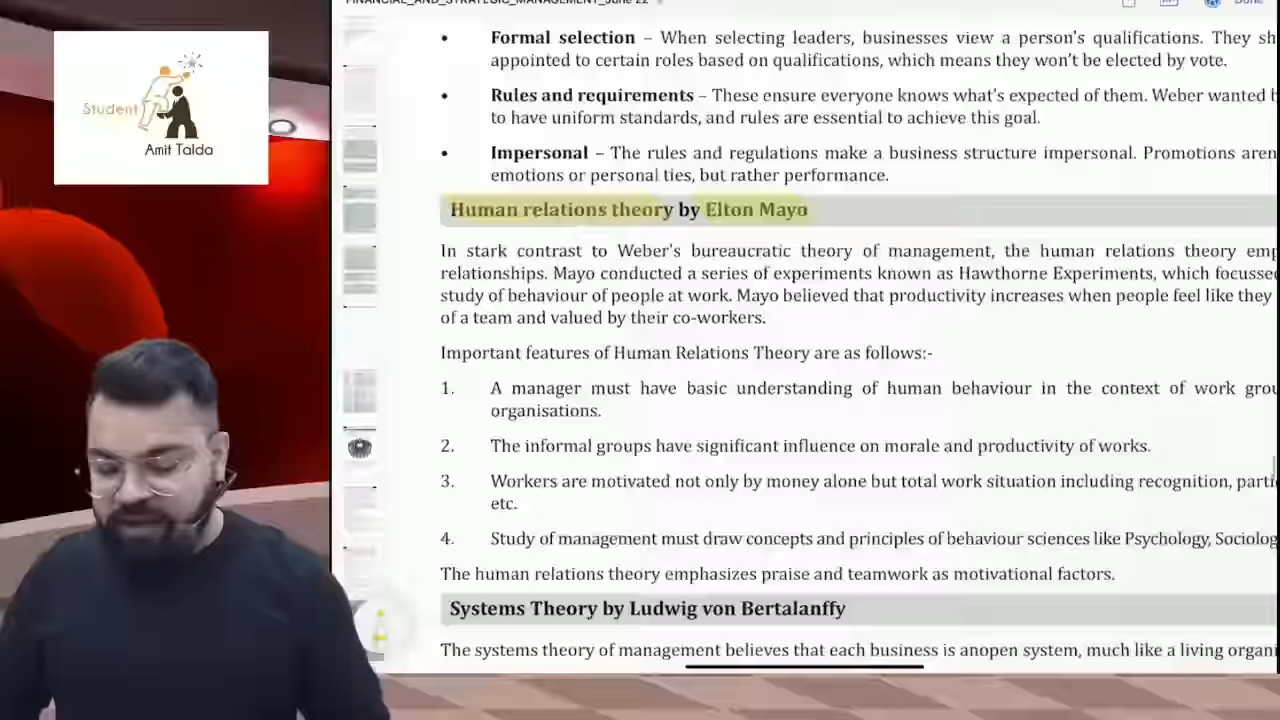 FINANCIAL_AND_STRATEGIC_MANAGEMENT_June 22
Done
Student
Amit Talda
• Formal selection – When selecting leaders, businesses view a person's qualifications. They sh
appointed to certain roles based on qualifications, which means they won't be elected by vote.
• Rules and requirements – These ensure everyone knows what's expected of them. Weber wanted b
to have uniform standards, and rules are essential to achieve this goal.
• Impersonal – The rules and regulations make a business structure impersonal. Promotions aren
emotions or personal ties, but rather performance.
Human relations theory by Elton Mayo
In stark contrast to Weber's bureaucratic theory of management, the human relations theory emp
relationships. Mayo conducted a series of experiments known as Hawthorne Experiments, which focussed
study of behaviour of people at work. Mayo believed that productivity increases when people feel like they
of a team and valued by their co-workers.
Important features of Human Relations Theory are as follows:-
1. A manager must have basic understanding of human behaviour in the context of work grou
organisations.
2. The informal groups have significant influence on morale and productivity of works.
3. Workers are motivated not only by money alone but total work situation including recognition, parti
etc.
4. Study of management must draw concepts and principles of behaviour sciences like Psychology, Sociolog
The human relations theory emphasizes praise and teamwork as motivational factors.
Systems Theory by Ludwig von Bertalanffy
The systems theory of management believes that each business is anopen system, much like a living organi